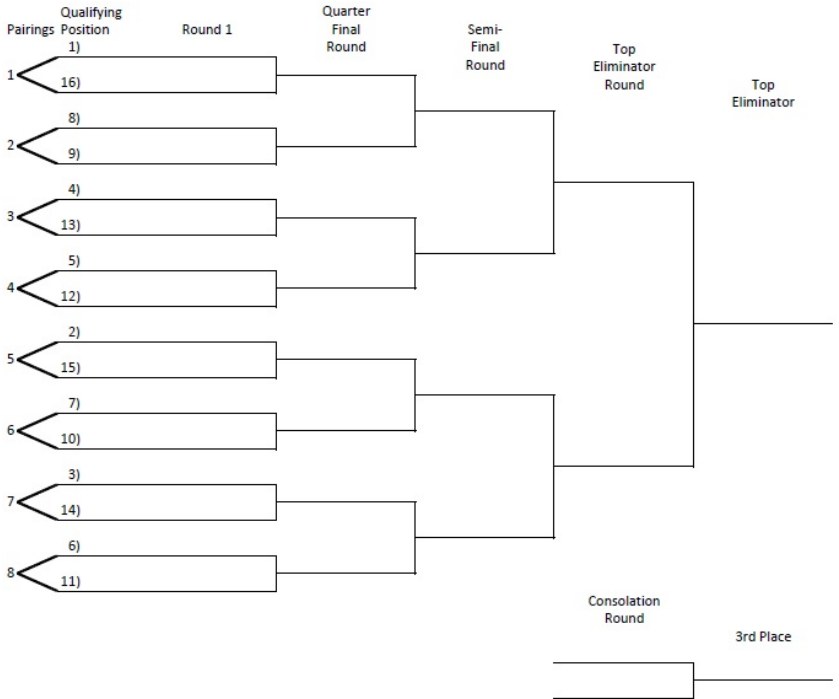 Pairings
Qualifying
Position
Round 1
Quarter
Final
Round
Semi-
Final
Round
Top
Eliminator
Round
Top
Eliminator
1
1)
16)
2
8)
9)
3
4)
13)
4
5)
12)
5
2)
15)
6
7)
10)
7
3)
14)
8
6)
11)
Consolation
Round
3rd Place